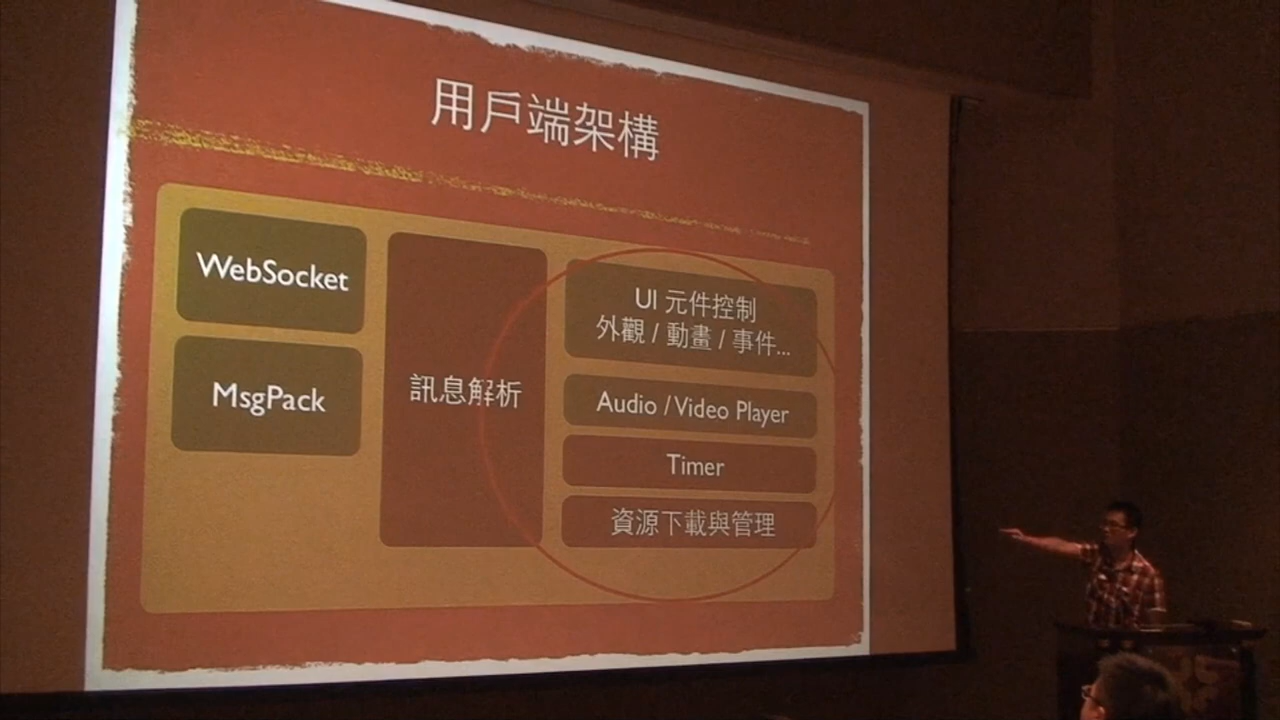 用戶端架構
WebSocket
MsgPack
訊息解析
UI 元件控制
外觀 / 動畫 / 事件...
Audio / Video Player
Timer
資源下載與管理